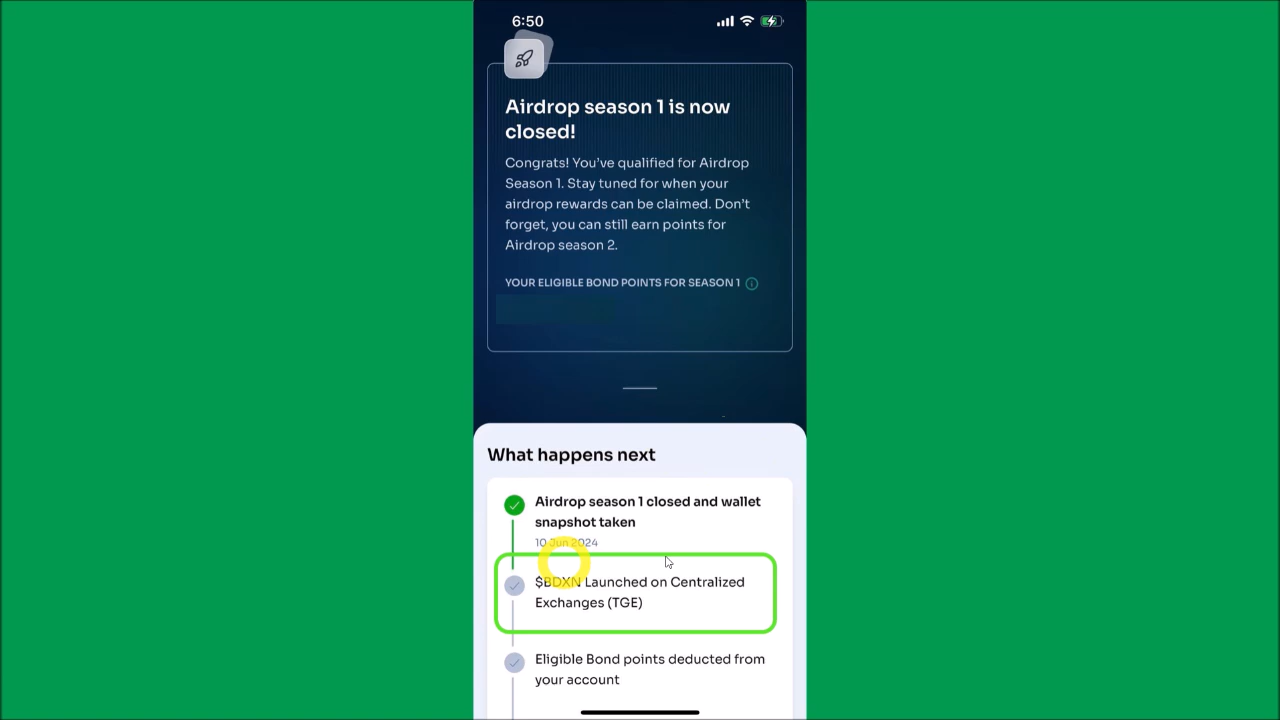 6:50
Airdrop season 1 is now
closed!
Congrats! You’ve qualified for Airdrop
Season 1. Stay tuned for when your
airdrop rewards can be claimed. Don’t
forget, you can still earn points for
Airdrop season 2.
YOUR ELIGIBLE BOND POINTS FOR SEASON 1
What happens next
Airdrop season 1 closed and wallet
snapshot taken
10 Jun 2024
$BDXN Launched on Centralized
Exchanges (TGE)
Eligible Bond points deducted from
your account